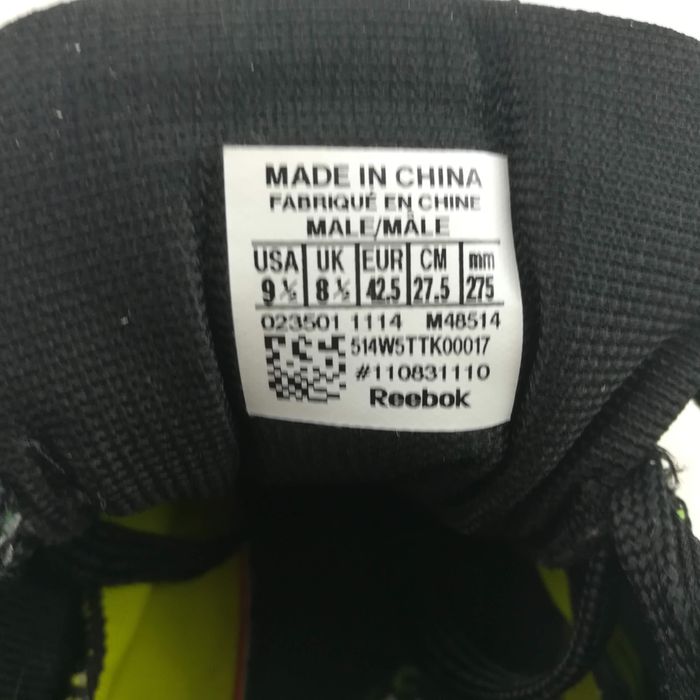 MADE IN CHINA
FABRIQUÉ EN CHINE
MALE/MÂLE
USA UK EUR CM mm
9 ½ 8 ½ 42.5 27.5 275
023501 1114 M48514
514W5TTK00017
#110831110
Reebok